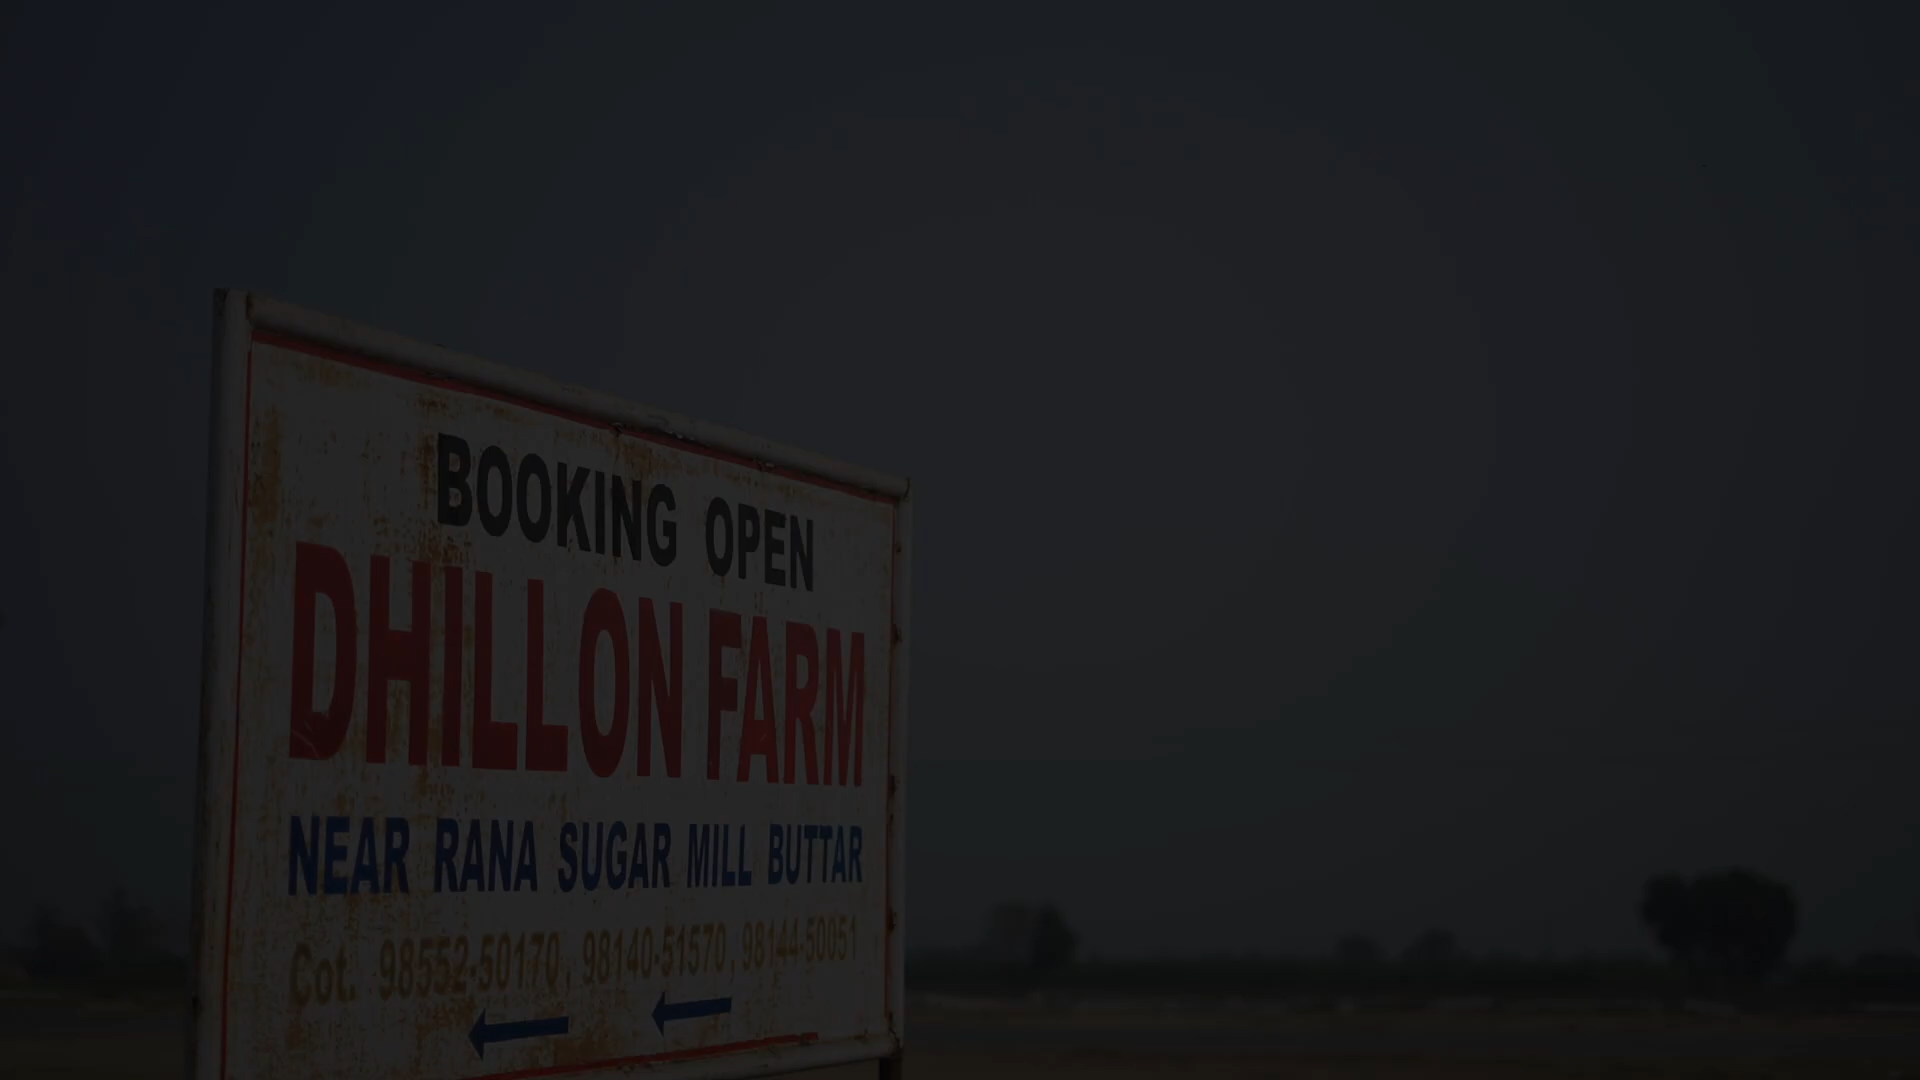 BOOKING OPEN
DHILLON FARM
NEAR RANA SUGAR MILL BUTTAR
Cot. 98552-50170, 98140-51570, 98144-50051